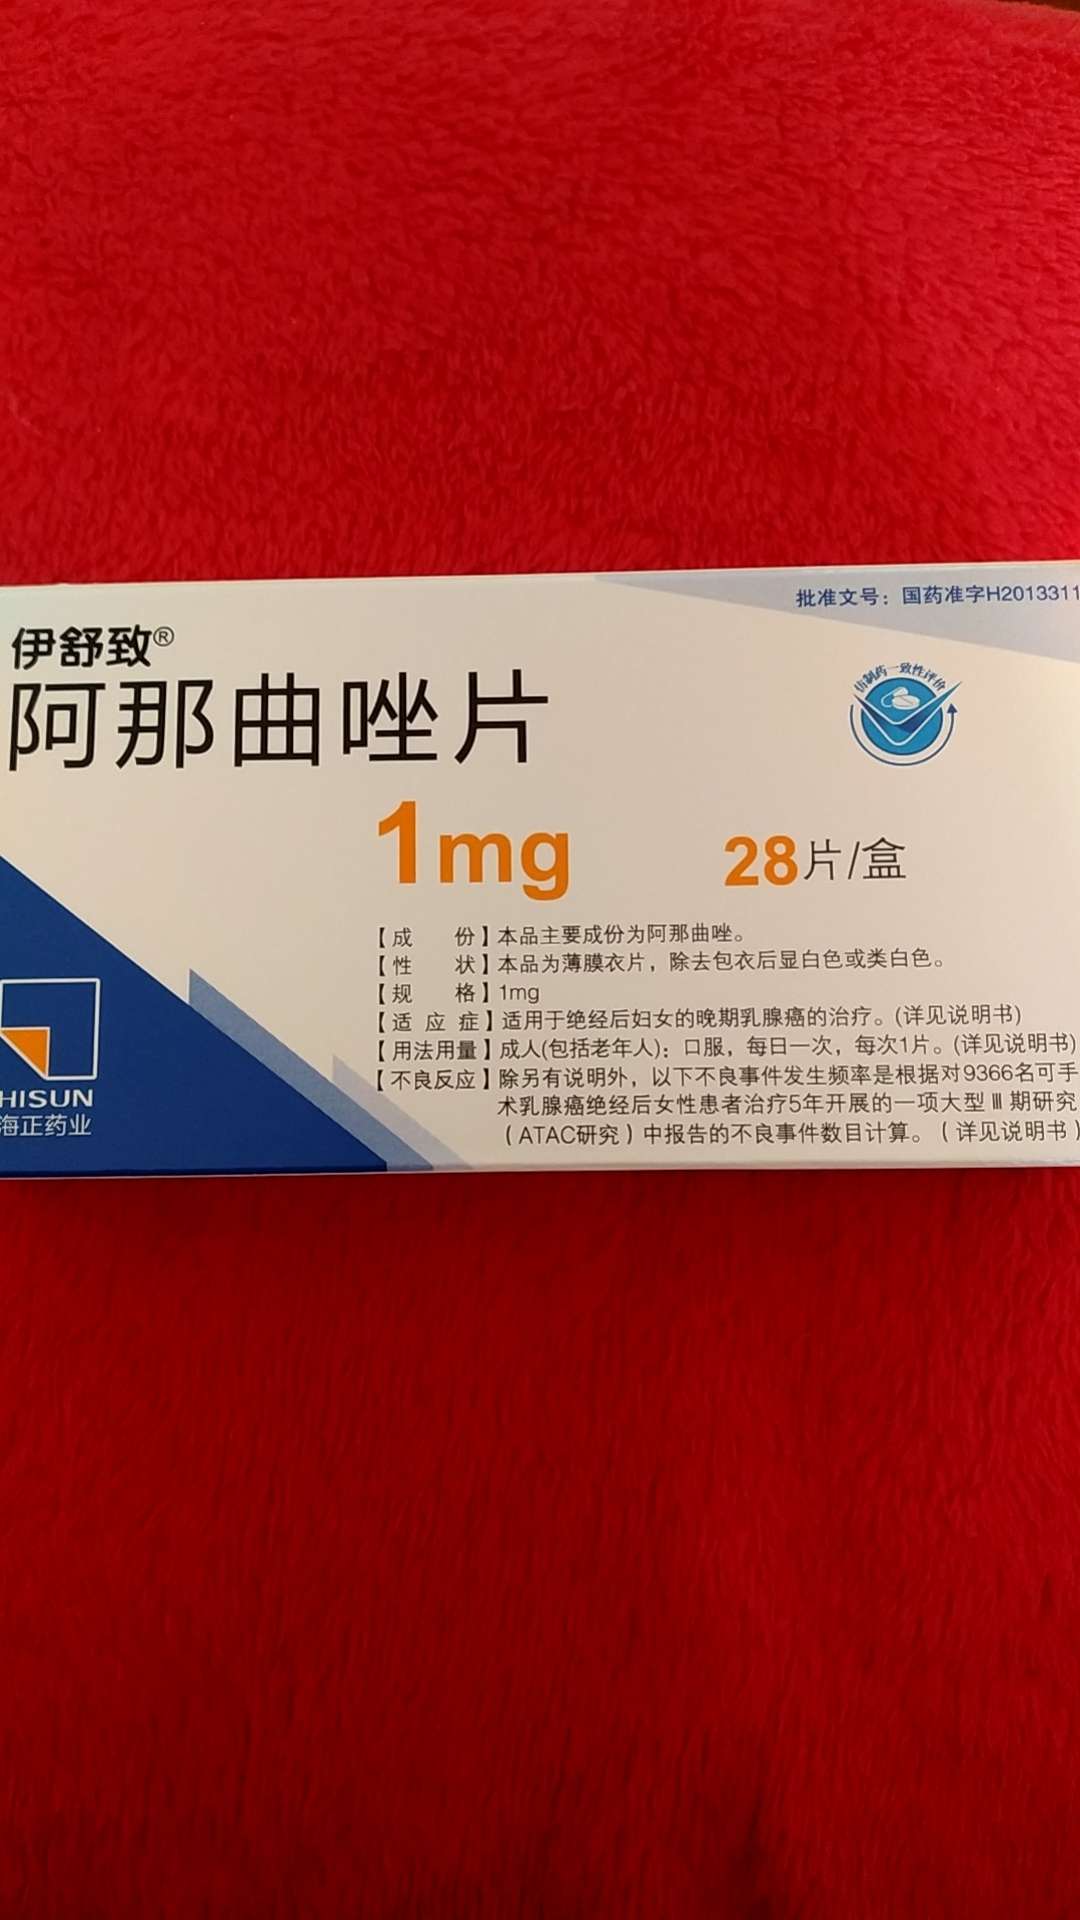 批准文号：国药准字H2013311
伊舒致®
阿那曲唑片
仿制药一致性评价
1mg 28片/盒
【成 份】本品主要成份为阿那曲唑。
【性 状】本品为薄膜衣片，除去包衣后显白色或类白色。
【规 格】1mg
【适 应 症】适用于绝经后妇女的晚期乳腺癌的治疗。(详见说明书)
【用法用量】成人(包括老年人)：口服，每日一次，每次1片。(详见说明书)
【不良反应】除另有说明外，以下不良事件发生频率是根据对9366名可手
术乳腺癌绝经后女性患者治疗5年开展的一项大型Ⅲ期研究
（ATAC研究）中报告的不良事件数目计算。（详见说明书）
HISUN
海正药业